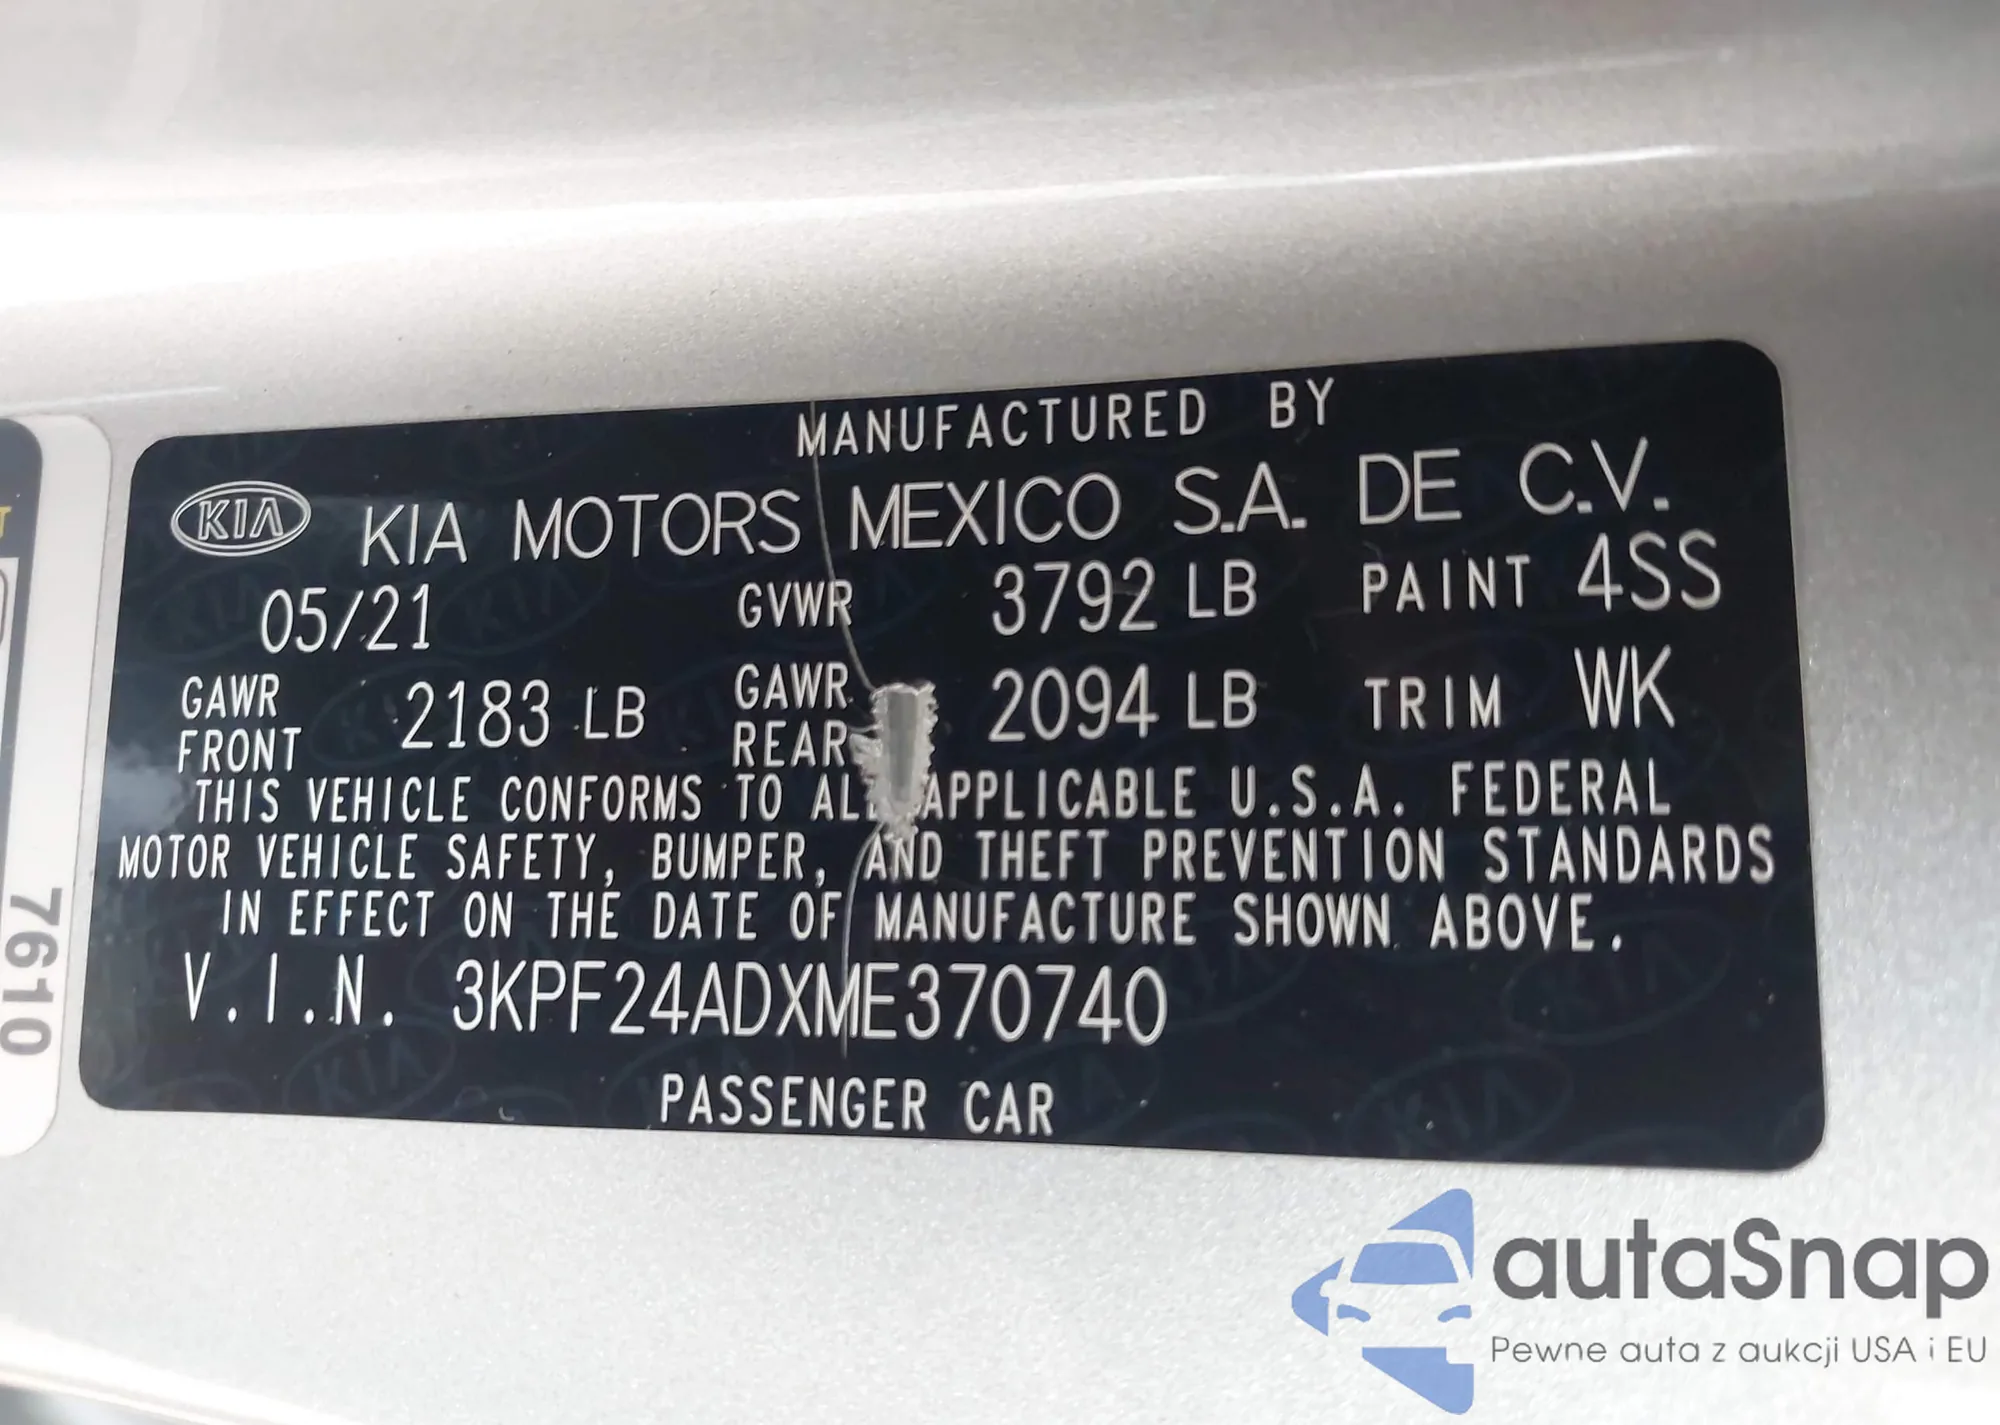 MANUFACTURED BY
KIA KIA MOTORS MEXICO S.A. DE C.V.
05/21 GVWR 3792 LB PAINT 4SS
GAWR FRONT 2183 LB GAWR REAR 2094 LB TRIM WK
THIS VEHICLE CONFORMS TO ALL APPLICABLE U.S.A. FEDERAL
MOTOR VEHICLE SAFETY, BUMPER, AND THEFT PREVENTION STANDARDS
IN EFFECT ON THE DATE OF MANUFACTURE SHOWN ABOVE.
V.I.N. 3KPF24ADXME370740
PASSENGER CAR
7610
autaSnap
Pewne auta z aukcji USA i EU